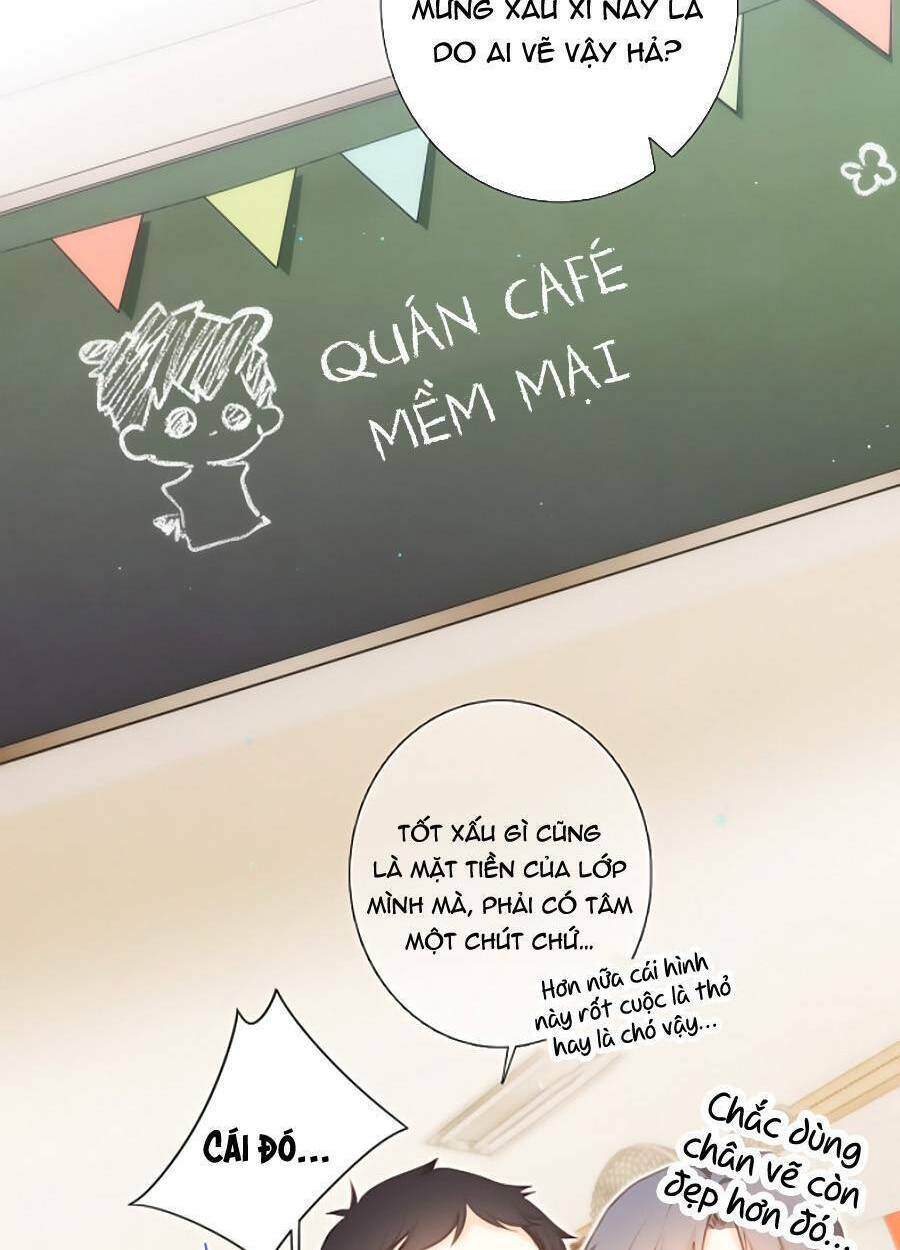 MỪNG XẤU XÍ NÀY LÀ
DO AI VẼ VẬY HẢ?
QUÁN CAFÉ
MỀM MẠI
TỐT XẤU GÌ CŨNG
LÀ MẶT TIỀN CỦA LỚP
MÌNH MÀ, PHẢI CÓ TÂM
MỘT CHÚT CHỨ...
Hơn nữa cái hình
này rốt cuộc là thỏ
hay là chó vậy...
CÁI ĐÓ...
Chắc dùng
chân vẽ còn
đẹp hơn đó...